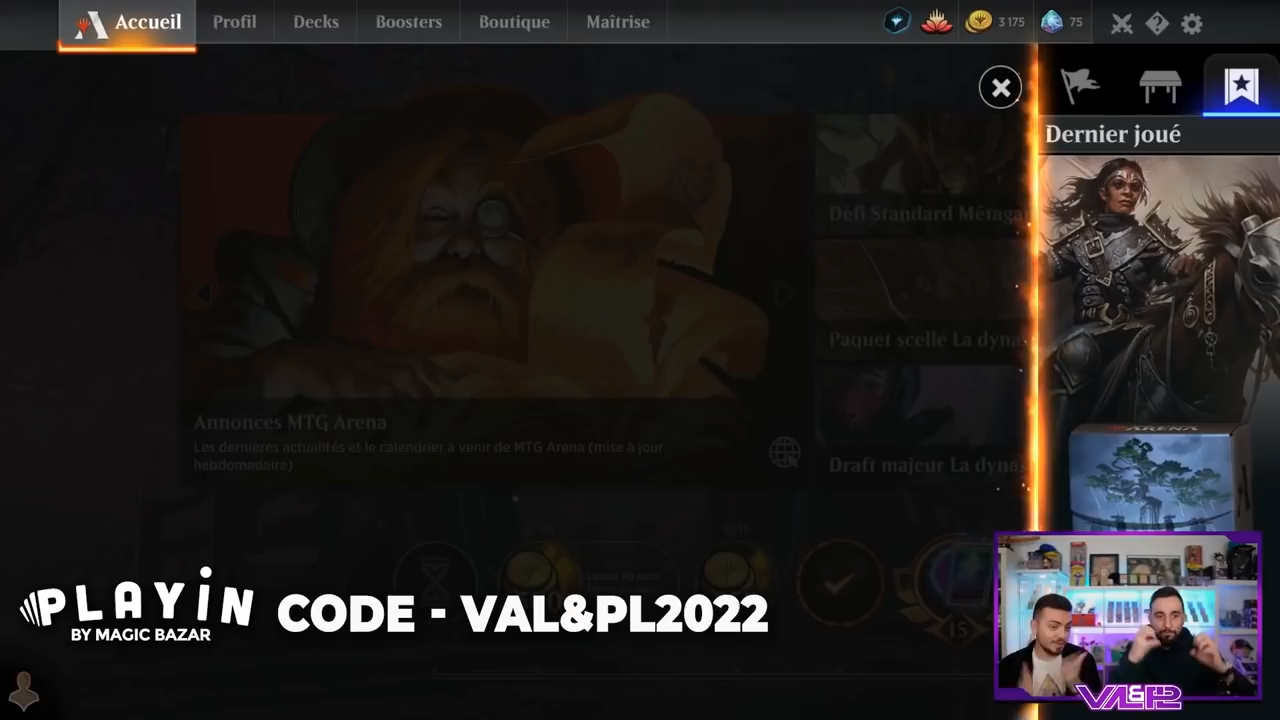 Accueil
Profil
Decks
Boosters
Boutique
Maîtrise
3 175
75
Dernier joué
Défi Standard Métaga
Paquet scellé La dyna
Annonces MTG Arena
Les dernières actualités et le calendrier à venir de MTG Arena (mise à jour
hebdomadaire)
Draft majeur La dynas
ARENA
15
PLAYIN
BY MAGIC BAZAR
CODE - VAL&PL2022
VAL&PL